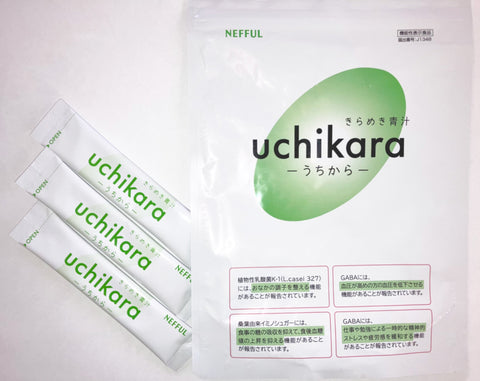 NEFFUL
機能性表示食品
届出番号:J1349
きらめき青汁
uchikara
ーうちからー
植物性乳酸菌K-1(L.casei 327)
には、おなかの調子を整える機能
があることが報告されています。
GABAには、
血圧が高めの方の血圧を低下させる
機能があることが報告されています。
桑葉由来イミノシュガーには、
食事の糖の吸収を抑えて、食後血糖
値の上昇を抑える機能があること
が報告されています。
GABAには、
仕事や勉強による一時的な精神的
ストレスや疲労感を緩和する機能が
あることが報告されています。
OPEN
きらめき青汁
uchikara
ーうちから
OPEN
きらめき青汁
uchikara
ーうちから
NEFFUL
OPEN
きらめき青汁
uchikara
ーうちからー
NEFFUL